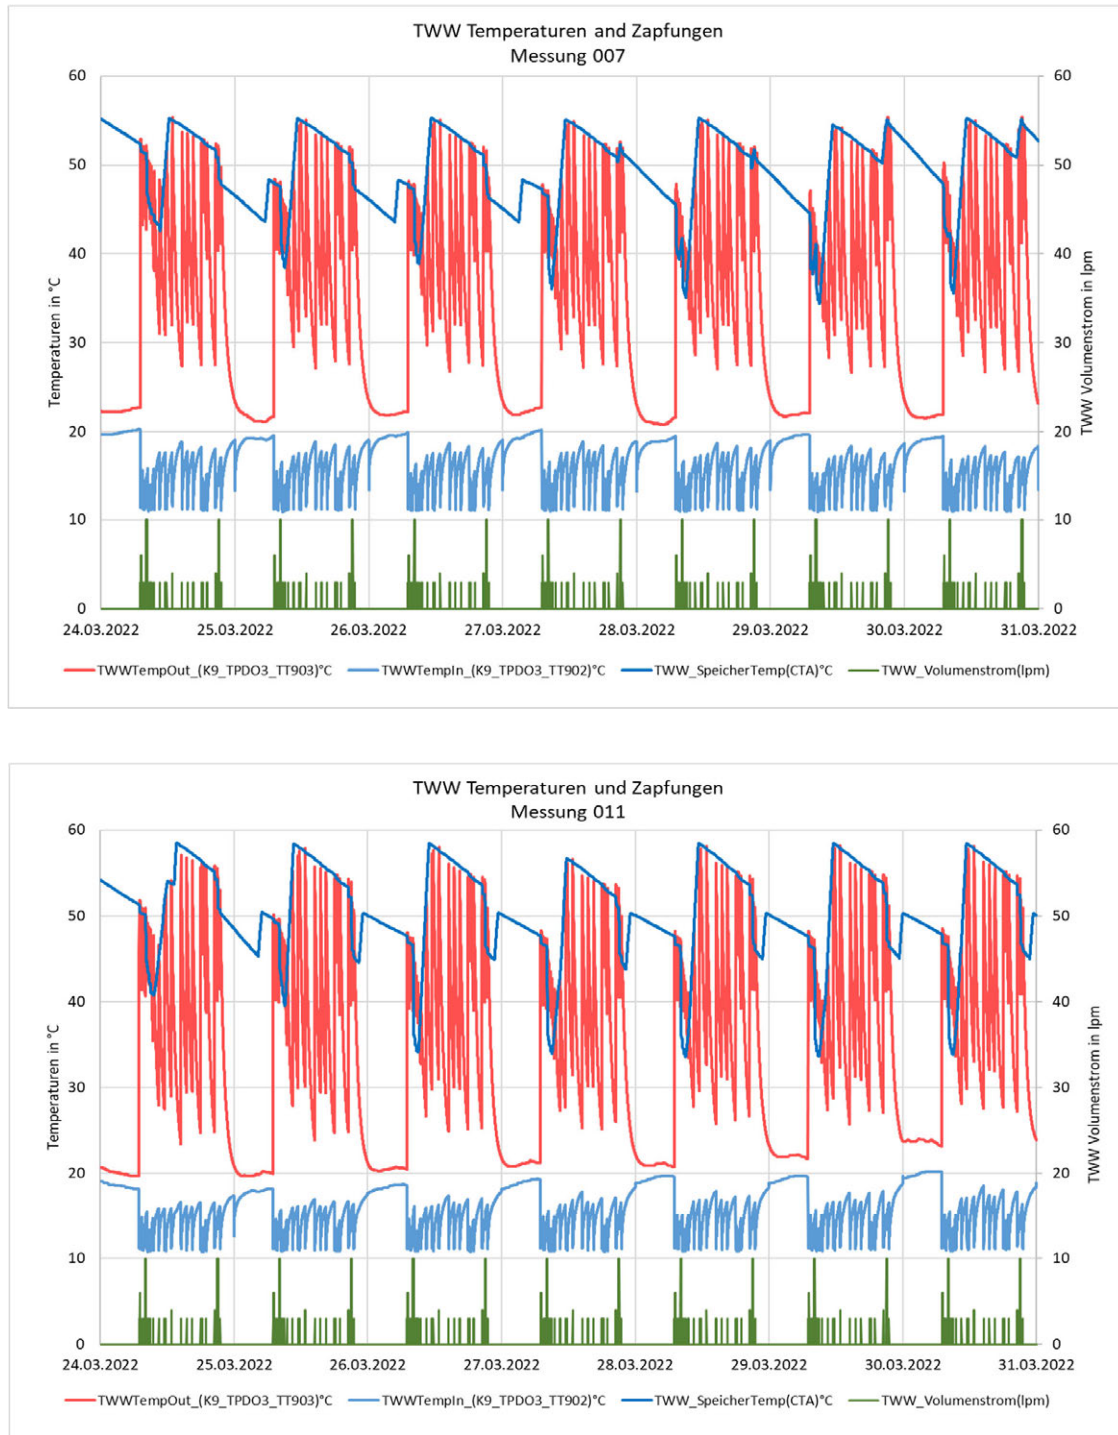 TWW Temperaturen and Zapfungen
Messung 007
60
50
40
30
20
10
0
Temperaturen in °C
60
50
40
30
20
10
0
TWW Volumenstrom in lpm
24.03.2022 25.03.2022 26.03.2022 27.03.2022 28.03.2022 29.03.2022 30.03.2022 31.03.2022
TWWTempOut_(K9_TPDO3_TT903)°C TWWTempIn_(K9_TPDO3_TT902)°C TWW_SpeicherTemp(CTA)°C TWW_Volumenstrom(lpm)
TWW Temperaturen und Zapfungen
Messung 011
60
50
40
30
20
10
0
Temperaturen in °C
60
50
40
30
20
10
0
TWW Volumenstrom in lpm
24.03.2022 25.03.2022 26.03.2022 27.03.2022 28.03.2022 29.03.2022 30.03.2022 31.03.2022
TWWTempOut_(K9_TPDO3_TT903)°C TWWTempIn_(K9_TPDO3_TT902)°C TWW_SpeicherTemp(CTA)°C TWW_Volumenstrom(lpm)